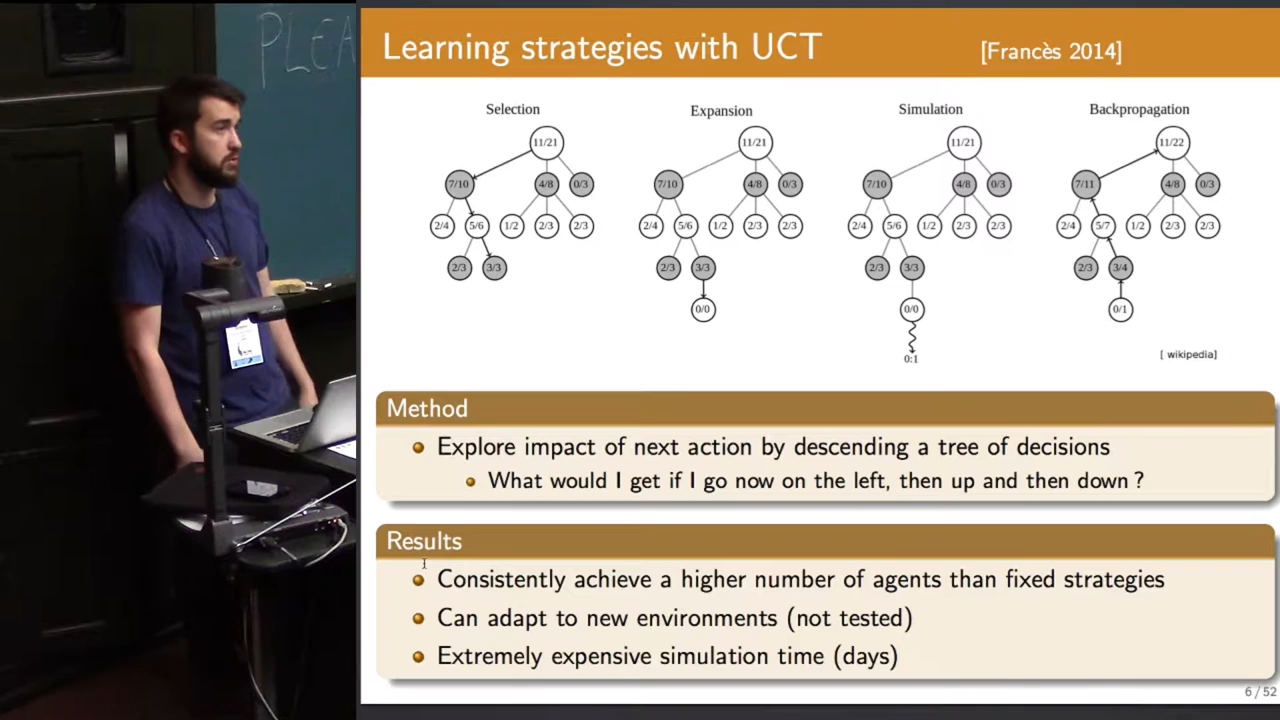 PLEA
Learning strategies with UCT [Francès 2014]
Selection Expansion Simulation Backpropagation
11/21 11/21 11/21 11/22
7/10 4/8 0/3 7/10 4/8 0/3 7/10 4/8 0/3 7/11 4/8 0/3
2/4 5/6 1/2 2/3 2/3 2/4 5/6 1/2 2/3 2/3 2/4 5/6 1/2 2/3 2/3 2/4 5/7 1/2 2/3 2/3
2/3 3/3 2/3 3/3 2/3 3/3 2/3 3/4
0/0 0/0 0/1
0:1
[ wikipedia]
Method
Explore impact of next action by descending a tree of decisions
What would I get if I go now on the left, then up and then down ?
Results
Consistently achieve a higher number of agents than fixed strategies
Can adapt to new environments (not tested)
Extremely expensive simulation time (days)
6 / 52